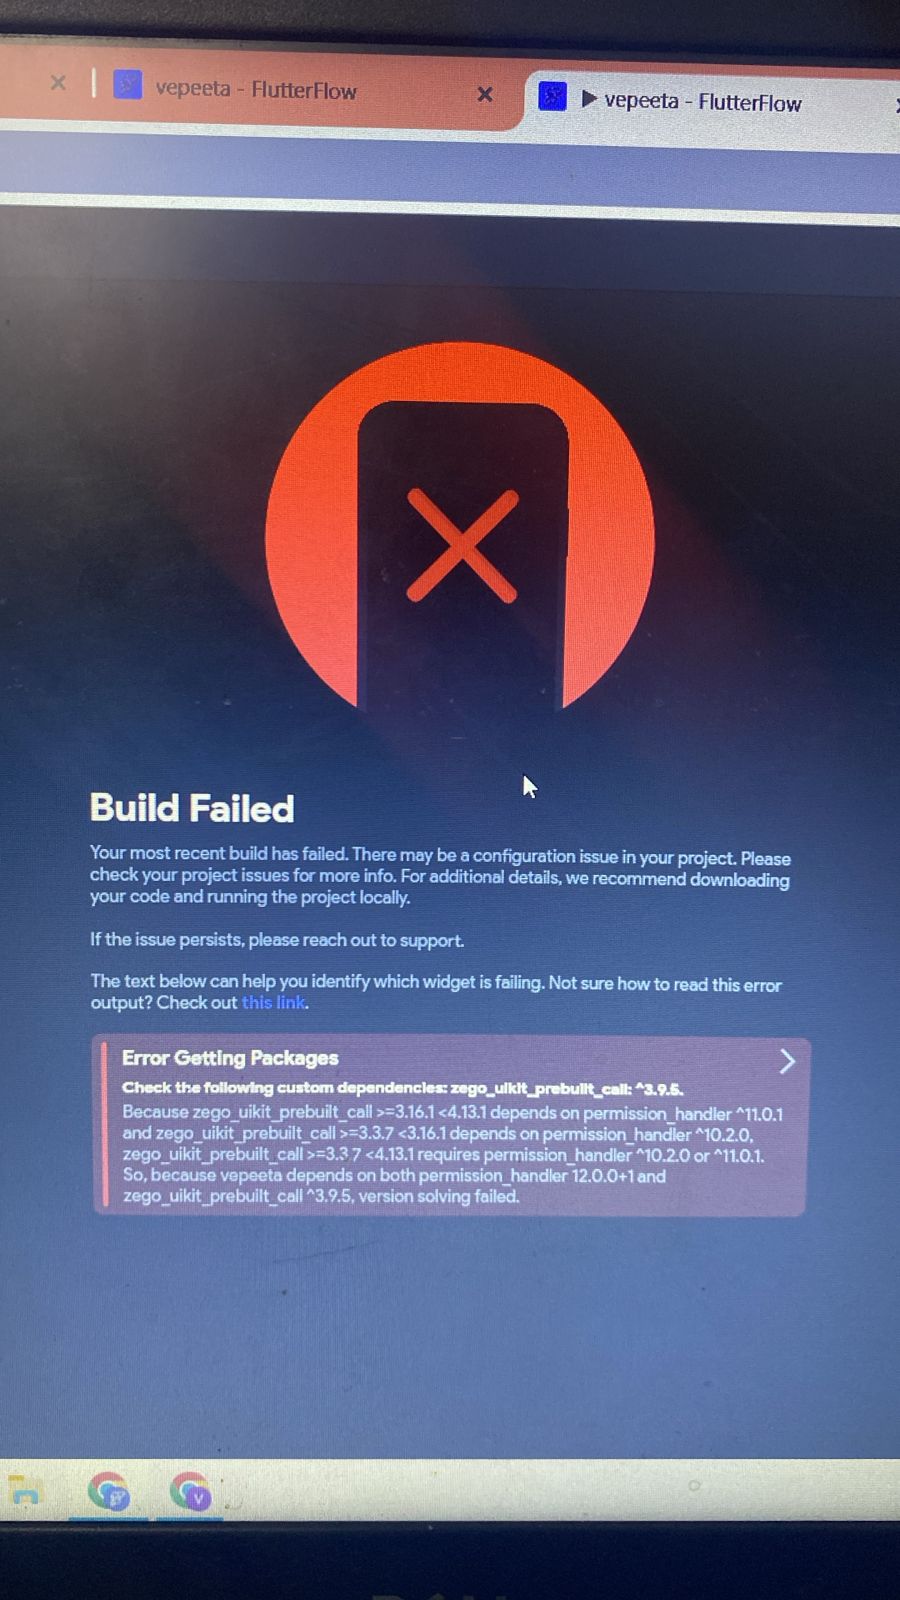 vepeeta - FlutterFlow
vepeeta - FlutterFlow
Build Failed
Your most recent build has failed. There may be a configuration issue in your project. Please
check your project issues for more info. For additional details, we recommend downloading
your code and running the project locally.
If the issue persists, please reach out to support.
The text below can help you identify which widget is failing. Not sure how to read this error
output? Check out this link.
Error Getting Packages
Check the following custom dependencies: zego_uikit_prebuilt_call: ^3.9.5.
Because zego_uikit_prebuilt_call >=3.16.1 <4.13.1 depends on permission_handler ^11.0.1
and zego_uikit_prebuilt_call >=3.3.7 <3.16.1 depends on permission_handler ^10.2.0,
zego_uikit_prebuilt_call >=3.3.7 <4.13.1 requires permission_handler ^10.2.0 or ^11.0.1.
So, because vepeeta depends on both permission_handler 12.0.0+1 and
zego_uikit_prebuilt_call ^3.9.5, version solving failed.
V